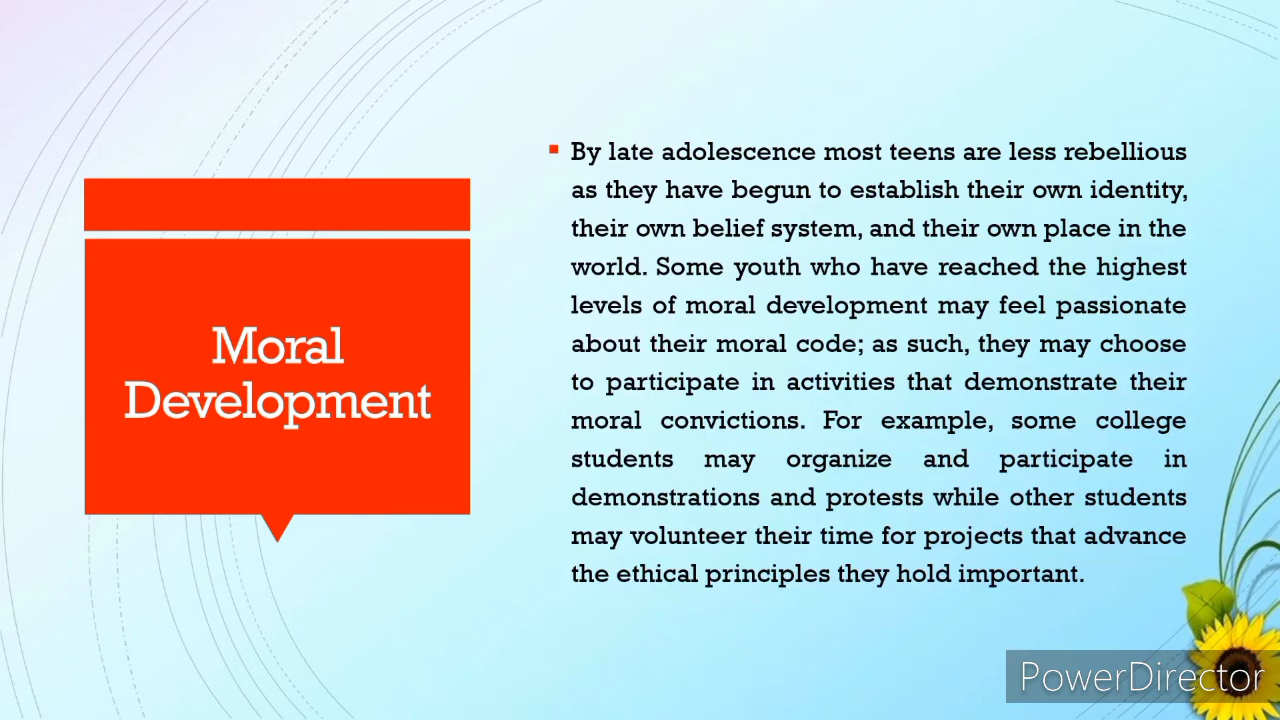 Moral
Development
By late adolescence most teens are less rebellious
as they have begun to establish their own identity,
their own belief system, and their own place in the
world. Some youth who have reached the highest
levels of moral development may feel passionate
about their moral code; as such, they may choose
to participate in activities that demonstrate their
moral convictions. For example, some college
students may organize and participate in
demonstrations and protests while other students
may volunteer their time for projects that advance
the ethical principles they hold important.
PowerDirector